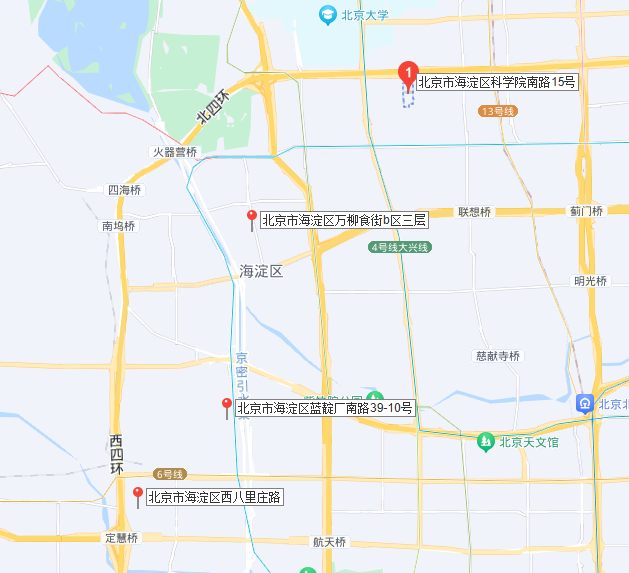 北京大学
1
北京市海淀区科学院南路15号
北四环
13号线
火器营桥
四海桥
北京市海淀区万柳食街b区三层
联想桥
蓟门桥
南坞桥
4号线大兴线
海淀区
明光桥
慈献寺桥
京密引水渠
紫竹院公园
北京市海淀区蓝靛厂南路39-10号
北京北
西四环
北京天文馆
6号线
北京市海淀区西八里庄路
定慧桥
航天桥